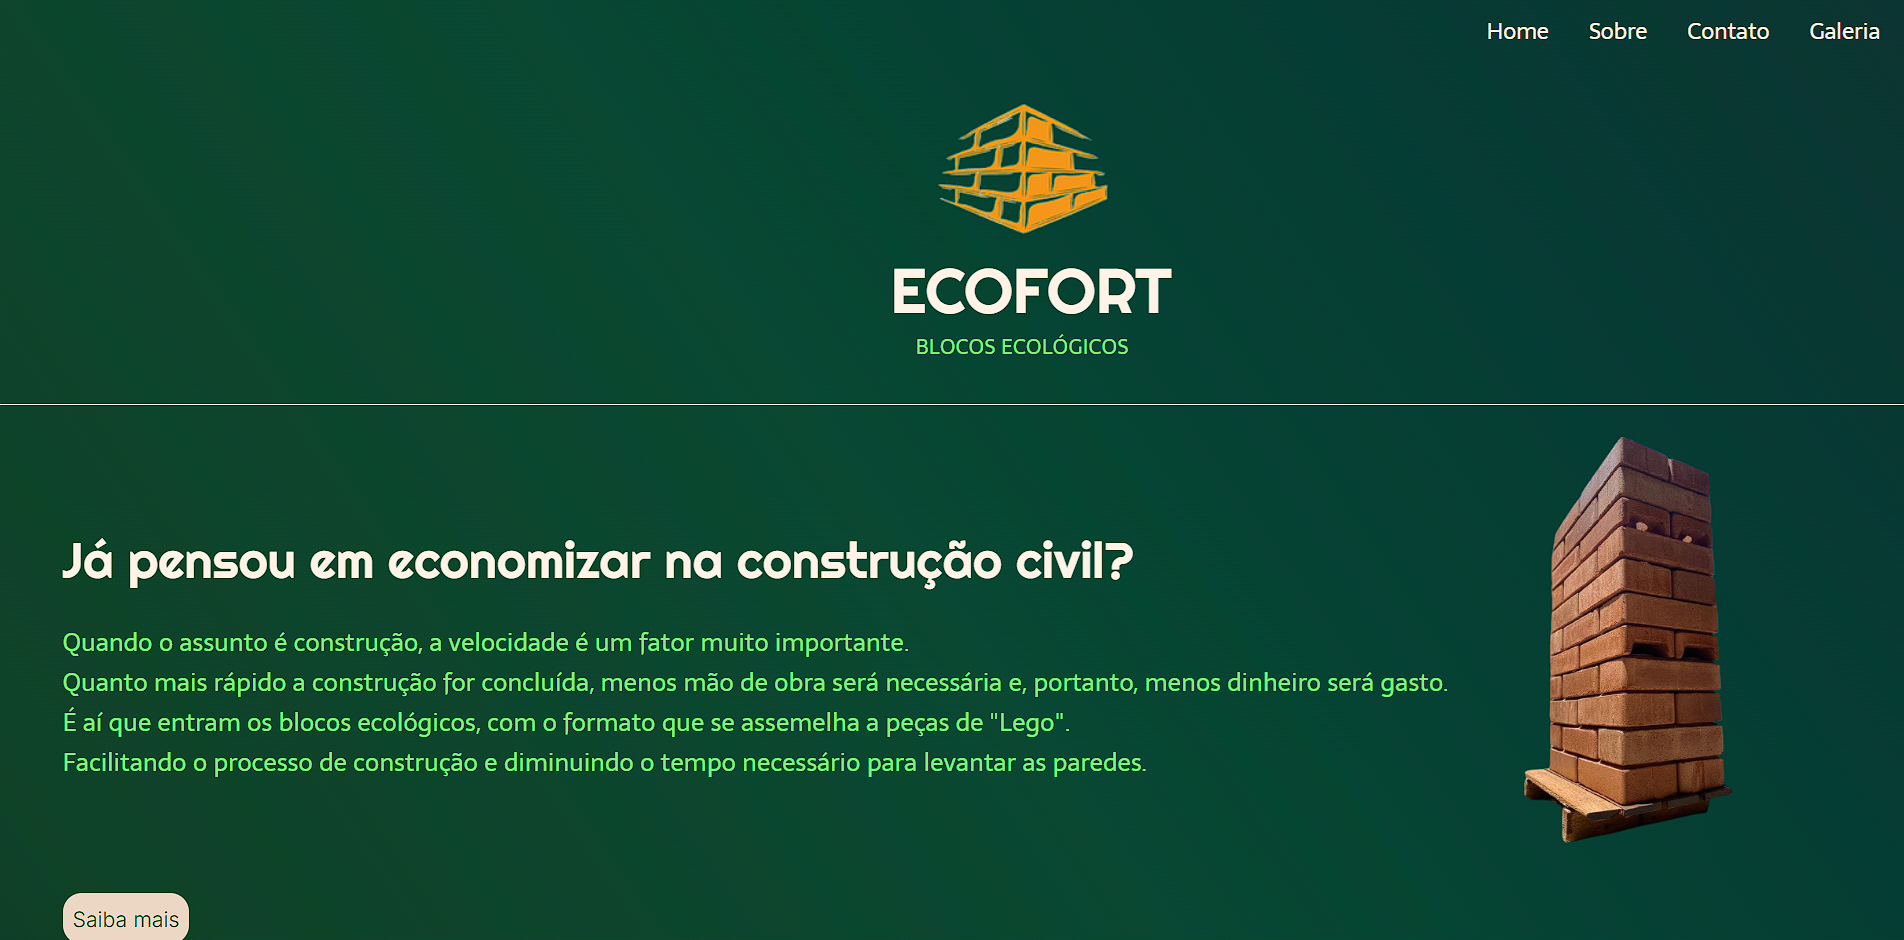 Home Sobre Contato Galeria
ECOFORT
BLOCOS ECOLÓGICOS
Já pensou em economizar na construção civil?
Quando o assunto é construção, a velocidade é um fator muito importante.
Quanto mais rápido a construção for concluída, menos mão de obra será necessária e, portanto, menos dinheiro será gasto.
É aí que entram os blocos ecológicos, com o formato que se assemelha a peças de "Lego".
Facilitando o processo de construção e diminuindo o tempo necessário para levantar as paredes.
Saiba mais